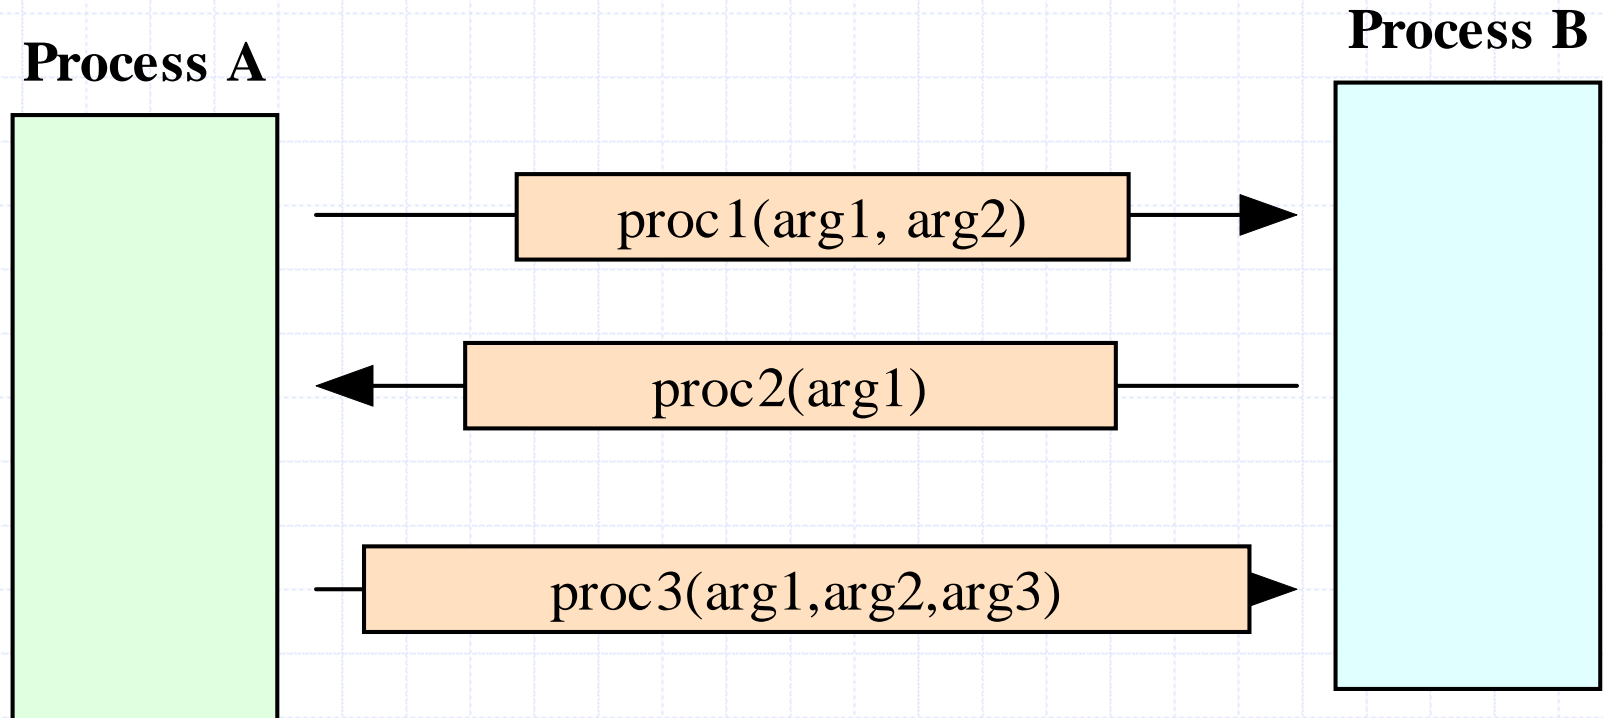 Process A
Process B
proc1(arg1, arg2)
proc2(arg1)
proc3(arg1,arg2,arg3)